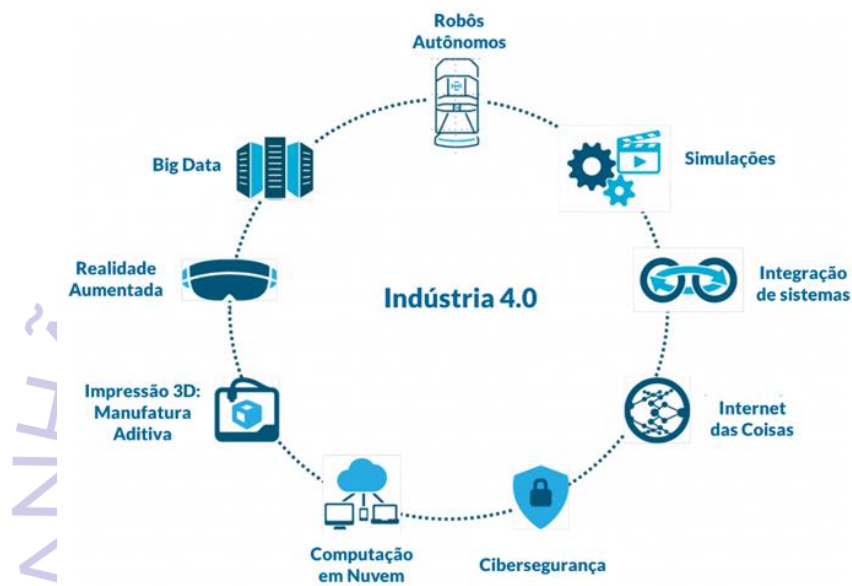 Robôs
Autônomos
Big Data
Simulações
Realidade
Aumentada
Indústria 4.0
Integração
de sistemas
Impressão 3D:
Manufatura
Aditiva
Internet
das Coisas
Computação
em Nuvem
Cibersegurança